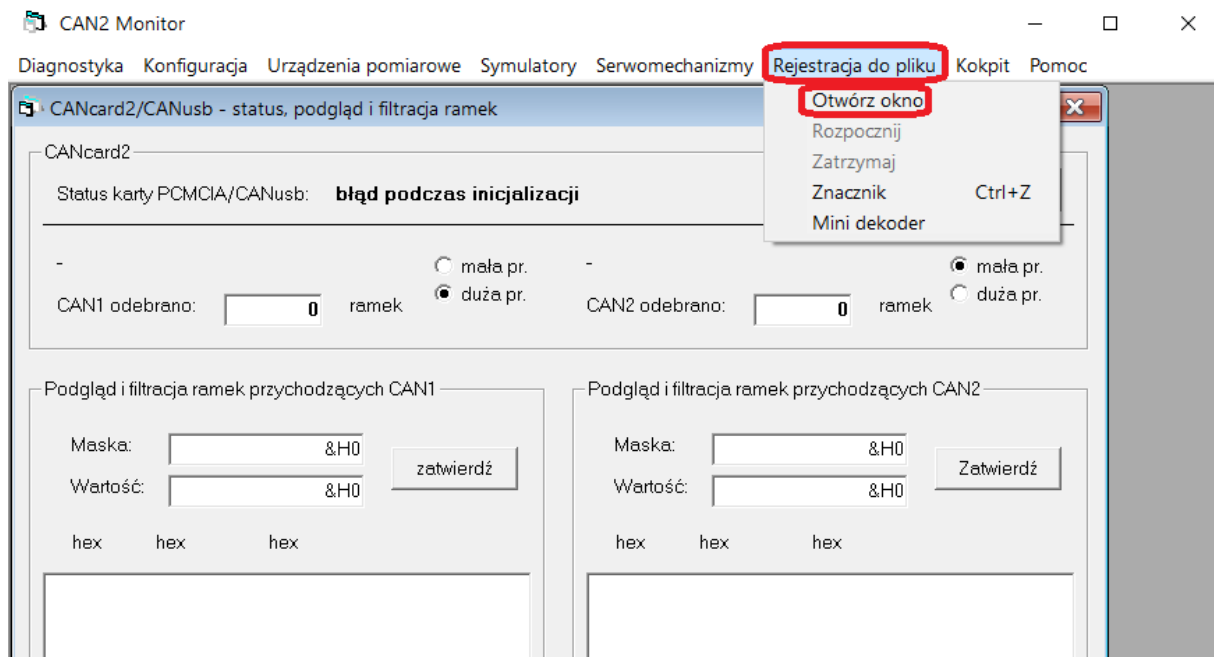 CAN2 Monitor
Diagnostyka Konfiguracja Urządzenia pomiarowe Symulatory Serwomechanizmy Rejestracja do pliku Kokpit Pomoc
CANcard2/CANusb - status, podgląd i filtracja ramek
Otwórz okno
Rozpocznij
Zatrzymaj
Znacznik Ctrl+Z
Mini dekoder
CANcard2
Status karty PCMCIA/CANusb: błąd podczas inicjalizacji
- mała pr. - mała pr.
duża pr. duża pr.
CAN1 odebrano: 0 ramek CAN2 odebrano: 0 ramek
Podgląd i filtracja ramek przychodzących CAN1
Maska: &H0
zatwierdź
Wartość: &H0
hex hex hex
Podgląd i filtracja ramek przychodzących CAN2
Maska: &H0
Zatwierdź
Wartość: &H0
hex hex hex